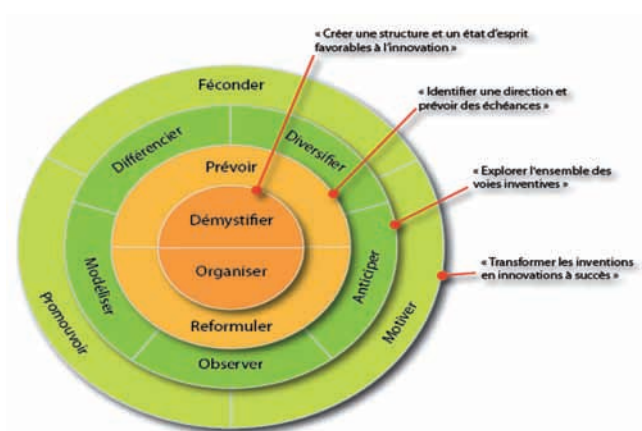 « Créer une structure et un état d'esprit
favorables à l'innovation »
Féconder
« Identifier une direction et
prévoir des échéances »
Différencier
Diversifier
Prévoir
« Explorer l'ensemble des
voies inventives »
Démystifier
Organiser
« Transformer les inventions
en innovations à succès »
Modéliser
Anticiper
Promouvoir
Motiver
Reformuler
Observer